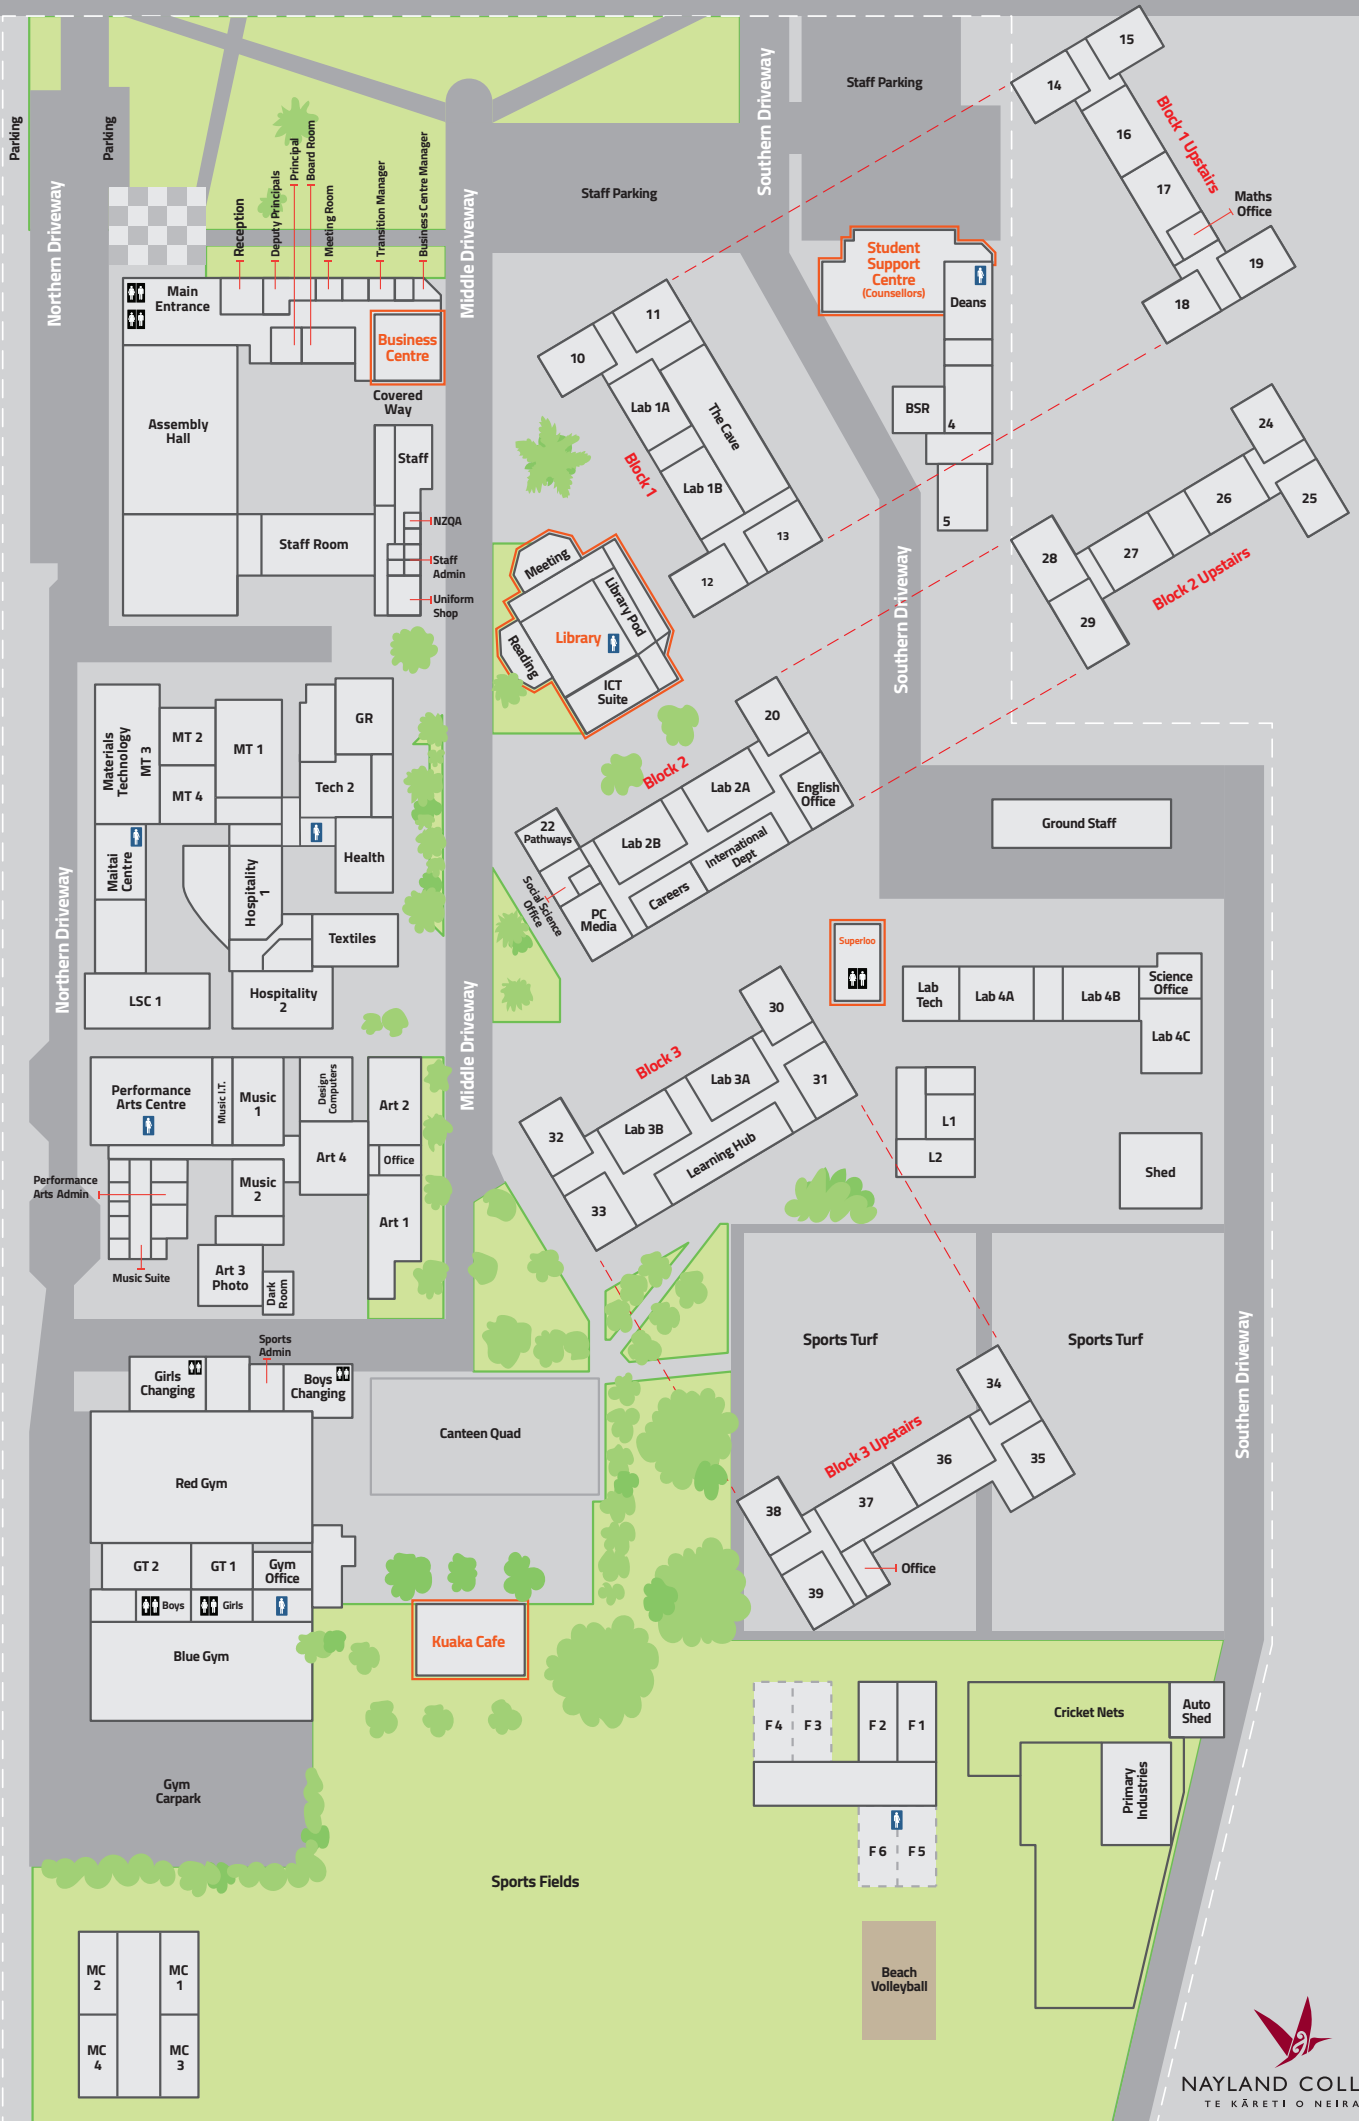 Parking
Parking
Northern Driveway
Reception
Deputy Principals
Principal
Board Room
Meeting Room
Transition Manager
Business Centre Manager
Middle Driveway
Staff Parking
Southern Driveway
Staff Parking
Main
Entrance
Business
Centre
Covered
Way
Assembly
Hall
Staff
NZQA
Staff Room
Staff
Admin
Uniform
Shop
Student
Support
Centre
(Counsellors)
Deans
BSR
4
5
15
14
16
17
Block 1 Upstairs
Maths
Office
19
18
11
10
Lab 1A
The Cave
Block 1
Lab 1B
13
12
24
26
25
27
28
29
Block 2 Upstairs
Meeting
Library Pod
Library
Reading
ICT
Suite
Southern Driveway
20
Block 2
Lab 2A
English
Office
22
Pathways
Lab 2B
International
Dept
Careers
Social Science
Office
PC
Media
Ground Staff
Materials
Technology
MT 3
MT 2
MT 1
MT 4
GR
Tech 2
Maitai
Centre
Health
Hospitality
1
Textiles
LSC 1
Hospitality
2
Northern Driveway
Middle Driveway
Superloo
Lab
Tech
Lab 4A
Lab 4B
Science
Office
Lab 4C
L1
L2
Shed
30
Block 3
Lab 3A
31
32
Lab 3B
Learning Hub
33
Performance
Arts Centre
Music I.T.
Music
1
Design
Computers
Art 2
Art 4
Office
Performance
Arts Admin
Music
2
Art 1
Music Suite
Art 3
Photo
Dark
Room
Sports Turf
Sports Turf
Southern Driveway
Sports
Admin
Girls
Changing
Boys
Changing
Canteen Quad
Red Gym
34
Block 3 Upstairs
36
35
37
38
Office
39
GT 2
GT 1
Gym
Office
Boys
Girls
Blue Gym
Kuaka Cafe
Gym
Carpark
F 4
F 3
F 2
F 1
F 6
F 5
Cricket Nets
Auto
Shed
Primary
Industries
Sports Fields
Beach
Volleyball
MC
2
MC
1
MC
4
MC
3
NAYLAND COLL
TE KĀRETI O NEIRA